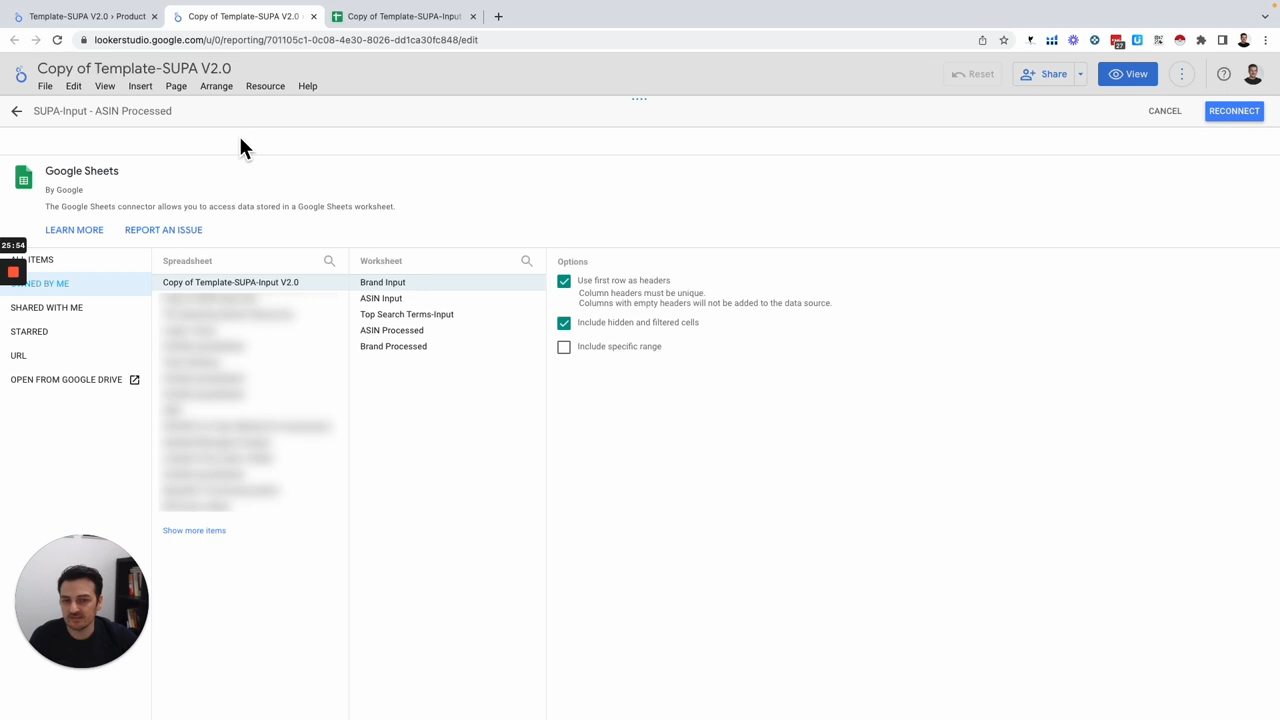 Template-SUPA V2.0 › Product
Copy of Template-SUPA V2.0
Copy of Template-SUPA-Input
lookerstudio.google.com/u/0/reporting/701105c1-0c08-4e30-8026-dd1ca30fc848/edit
27
Copy of Template-SUPA V2.0
File Edit View Insert Page Arrange Resource Help
Reset
Share
View
SUPA-Input - ASIN Processed
CANCEL
RECONNECT
Google Sheets
By Google
The Google Sheets connector allows you to access data stored in a Google Sheets worksheet.
LEARN MORE
REPORT AN ISSUE
25:54
ITEMS
BY ME
SHARED WITH ME
STARRED
URL
OPEN FROM GOOGLE DRIVE
Spreadsheet
Copy of Template-SUPA-Input V2.0
Show more items
Worksheet
Brand Input
ASIN Input
Top Search Terms-Input
ASIN Processed
Brand Processed
Options
Use first row as headers
Column headers must be unique.
Columns with empty headers will not be added to the data source.
Include hidden and filtered cells
Include specific range